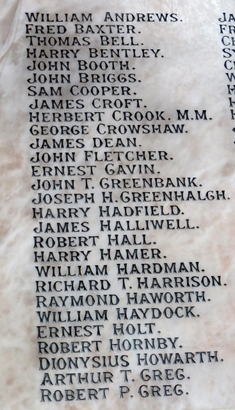 WILLIAM ANDREWS.
FRED BAXTER.
THOMAS BELL.
HARRY BENTLEY.
JOHN BOOTH.
JOHN BRIGGS.
SAM COOPER.
JAMES CROFT.
HERBERT CROOK. M.M.
GEORGE CROWSHAW.
JAMES DEAN.
JOHN FLETCHER.
ERNEST GAVIN.
JOHN T. GREENBANK.
JOSEPH H. GREENHALGH.
HARRY HADFIELD.
JAMES HALLIWELL.
ROBERT HALL.
HARRY HAMER.
WILLIAM HARDMAN.
RICHARD T. HARRISON.
RAYMOND HAWORTH.
WILLIAM HAYDOCK.
ERNEST HOLT.
ROBERT HORNBY.
DIONYSIUS HOWARTH.
ARTHUR T. GREG.
ROBERT P. GREG.